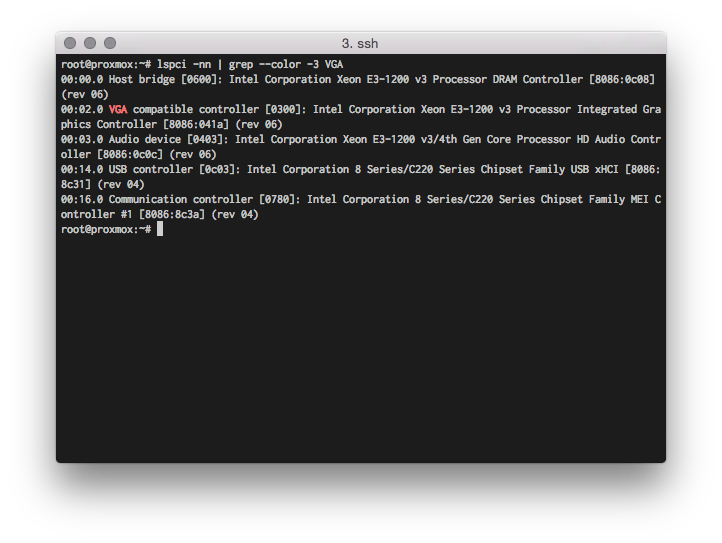 3. ssh
root@proxmox:~# lspci -nn | grep --color -3 VGA
00:00.0 Host bridge [0600]: Intel Corporation Xeon E3-1200 v3 Processor DRAM Controller [8086:0c08]
(rev 06)
00:02.0 VGA compatible controller [0300]: Intel Corporation Xeon E3-1200 v3 Processor Integrated Gra
phics Controller [8086:041a] (rev 06)
00:03.0 Audio device [0403]: Intel Corporation Xeon E3-1200 v3/4th Gen Core Processor HD Audio Contr
oller [8086:0c0c] (rev 06)
00:14.0 USB controller [0c03]: Intel Corporation 8 Series/C220 Series Chipset Family USB xHCI [8086:
8c31] (rev 04)
00:16.0 Communication controller [0780]: Intel Corporation 8 Series/C220 Series Chipset Family MEI C
ontroller #1 [8086:8c3a] (rev 04)
root@proxmox:~#